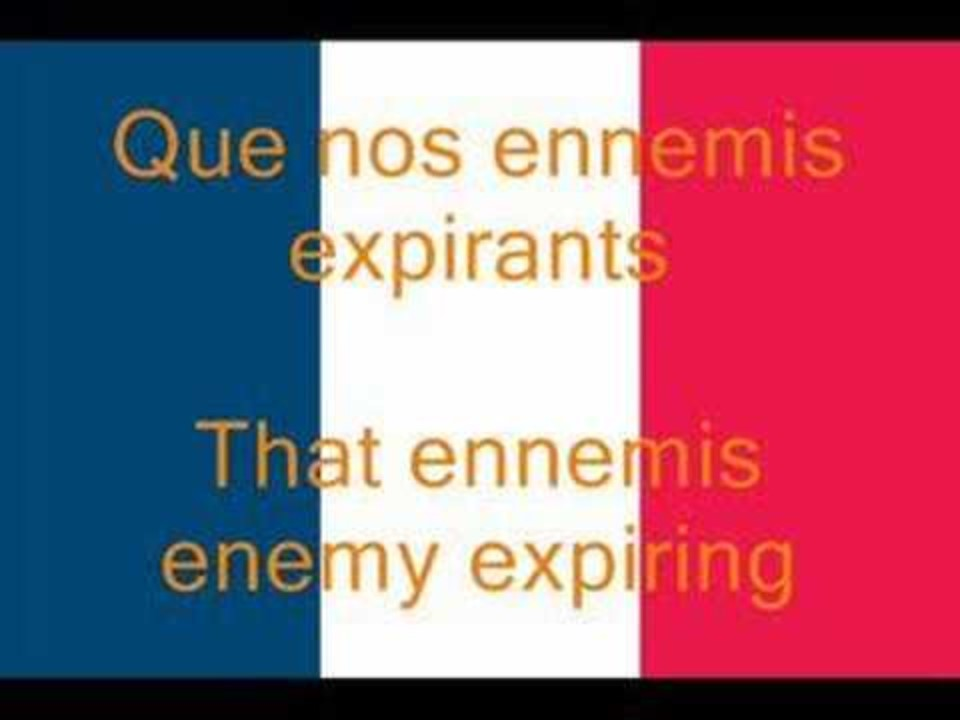 Que nos ennemis
expirants
That ennemis
enemy expiring